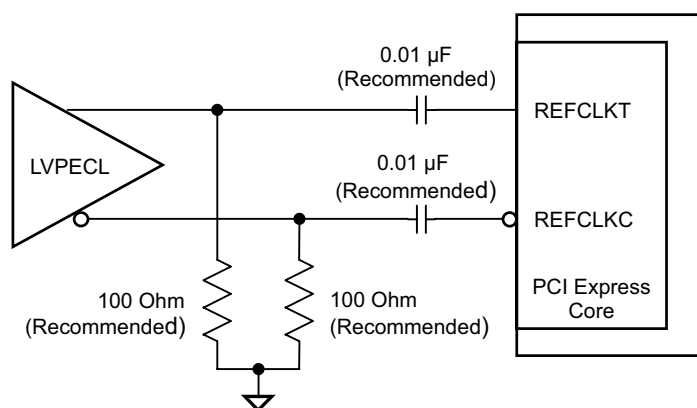 0.01 µF
(Recommended)
REFCLKT
LVPECL
0.01 µF
(Recommended)
REFCLKC
100 Ohm
(Recommended)
100 Ohm
(Recommended)
PCI Express
Core